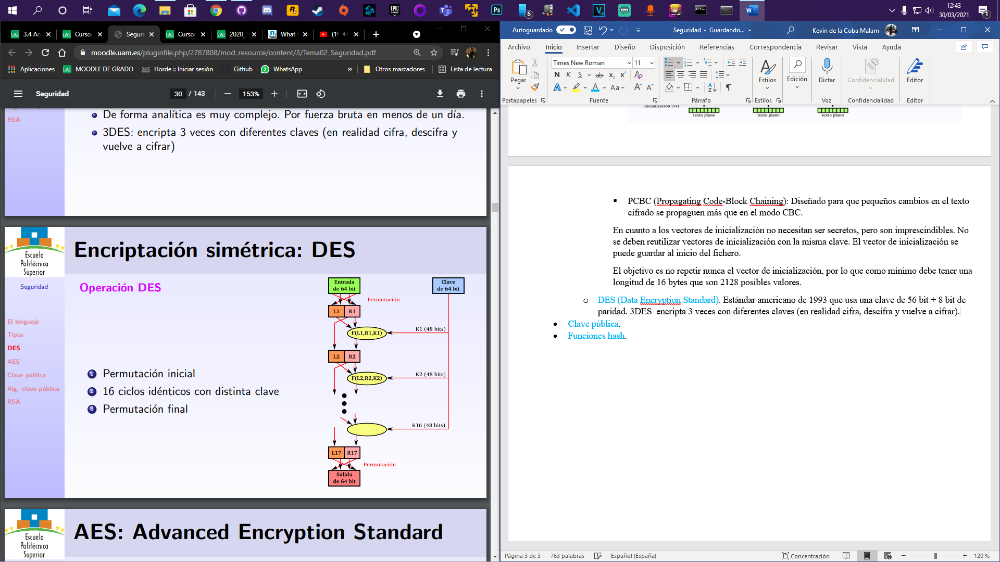 12:43
30/03/2021
3.4 Ac
Curso:
Seguri
Curso:
2020_
What
(1
moodle.uam.es/pluginfile.php/2787808/mod_resource/content/3/Tema02_Seguridad.pdf
Aplicaciones
MOODLE DE GRADO
Horde :: Iniciar sesión
Github
WhatsApp
»
Otros marcadores
Lista de lectura
Seguridad
30 / 143
153%
RSA
De forma analítica es muy complejo. Por fuerza bruta en menos de un día.
3DES: encripta 3 veces con diferentes claves (en realidad cifra, descifra y
vuelve a cifrar)
Escuela
Politécnica
Superior
Encriptación simétrica: DES
Seguridad
El lenguaje
Tipos
DES
AES
Clave pública
Alg. clave pública
RSA
Operación DES
1 Permutación inicial
2 16 ciclos idénticos con distinta clave
3 Permutación final
Entrada
de 64 bit
Clave
de 64 bit
Permutación
L1 R1
K1 (48 bits)
F(L1,R1,K1)
L2 R2
K2 (48 bits)
F(L2,R2,K2)
K16 (48 bits)
L17 R17
Permutación
Salida
de 64 bit
Escuela
Politécnica
Superior
AES: Advanced Encryption Standard
Autoguardado
Seguridad - Guardando...
Kevin de la Coba Malam
Archivo
Inicio
Insertar
Diseño
Disposición
Referencias
Correspondencia
Revisar
Vista
Ayuda
Pegar
Times New Roman
11
N K S ab x₂ x²
Aa
Estilos
Edición
Dictar
Confidencialidad
Editor
Portapapeles
Fuente
Párrafo
Estilos
Voz
Confidencialidad
Editor
inicialización (VI)
texto plano
texto plano
texto plano
▪ PCBC (Propagating Code-Block Chaining): Diseñado para que pequeños cambios en el texto
cifrado se propaguen más que en el modo CBC.
En cuanto a los vectores de inicialización no necesitan ser secretos, pero son imprescindibles. No
se deben reutilizar vectores de inicialización con la misma clave. El vector de inicialización se
puede guardar al inicio del fichero.
El objetivo es no repetir nunca el vector de inicialización, por lo que como mínimo debe tener una
longitud de 16 bytes que son 2128 posibles valores.
o DES (Data Encryption Standard). Estándar americano de 1993 que usa una clave de 56 bit + 8 bit de
paridad. 3DES  encripta 3 veces con diferentes claves (en realidad cifra, descifra y vuelve a cifrar).
• Clave pública.
• Funciones hash.
Página 3 de 3
763 palabras
Español (España)
Concentración
120 %